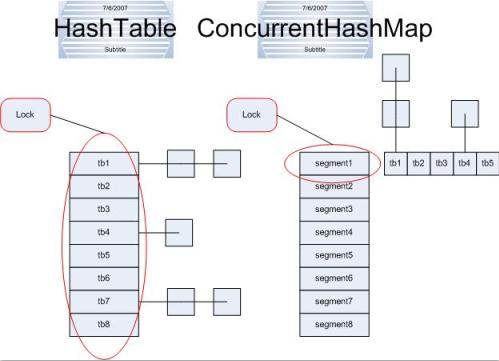 7/6/2007
HashTable
Subtitle
7/6/2007
ConcurrentHashMap
Subtitle
Lock
tb1
tb2
tb3
tb4
tb5
tb6
tb7
tb8
Lock
segment1
segment2
segment3
segment4
segment5
segment6
segment7
segment8
tb1 tb2 tb3 tb4 tb5